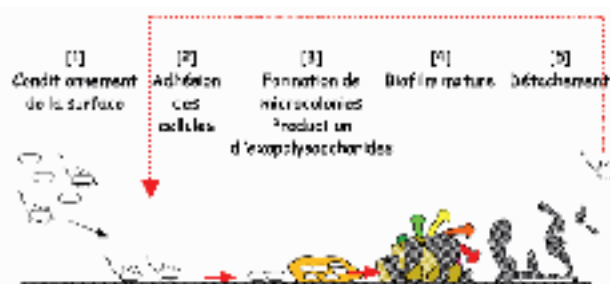 [1]
Conditionnement
de la surface
[2]
Adhésion
des
cellules
[3]
Formation de
microcolonies
Production
d'exopolysaccharides
[4]
Biofilm mature
[5]
Détachement